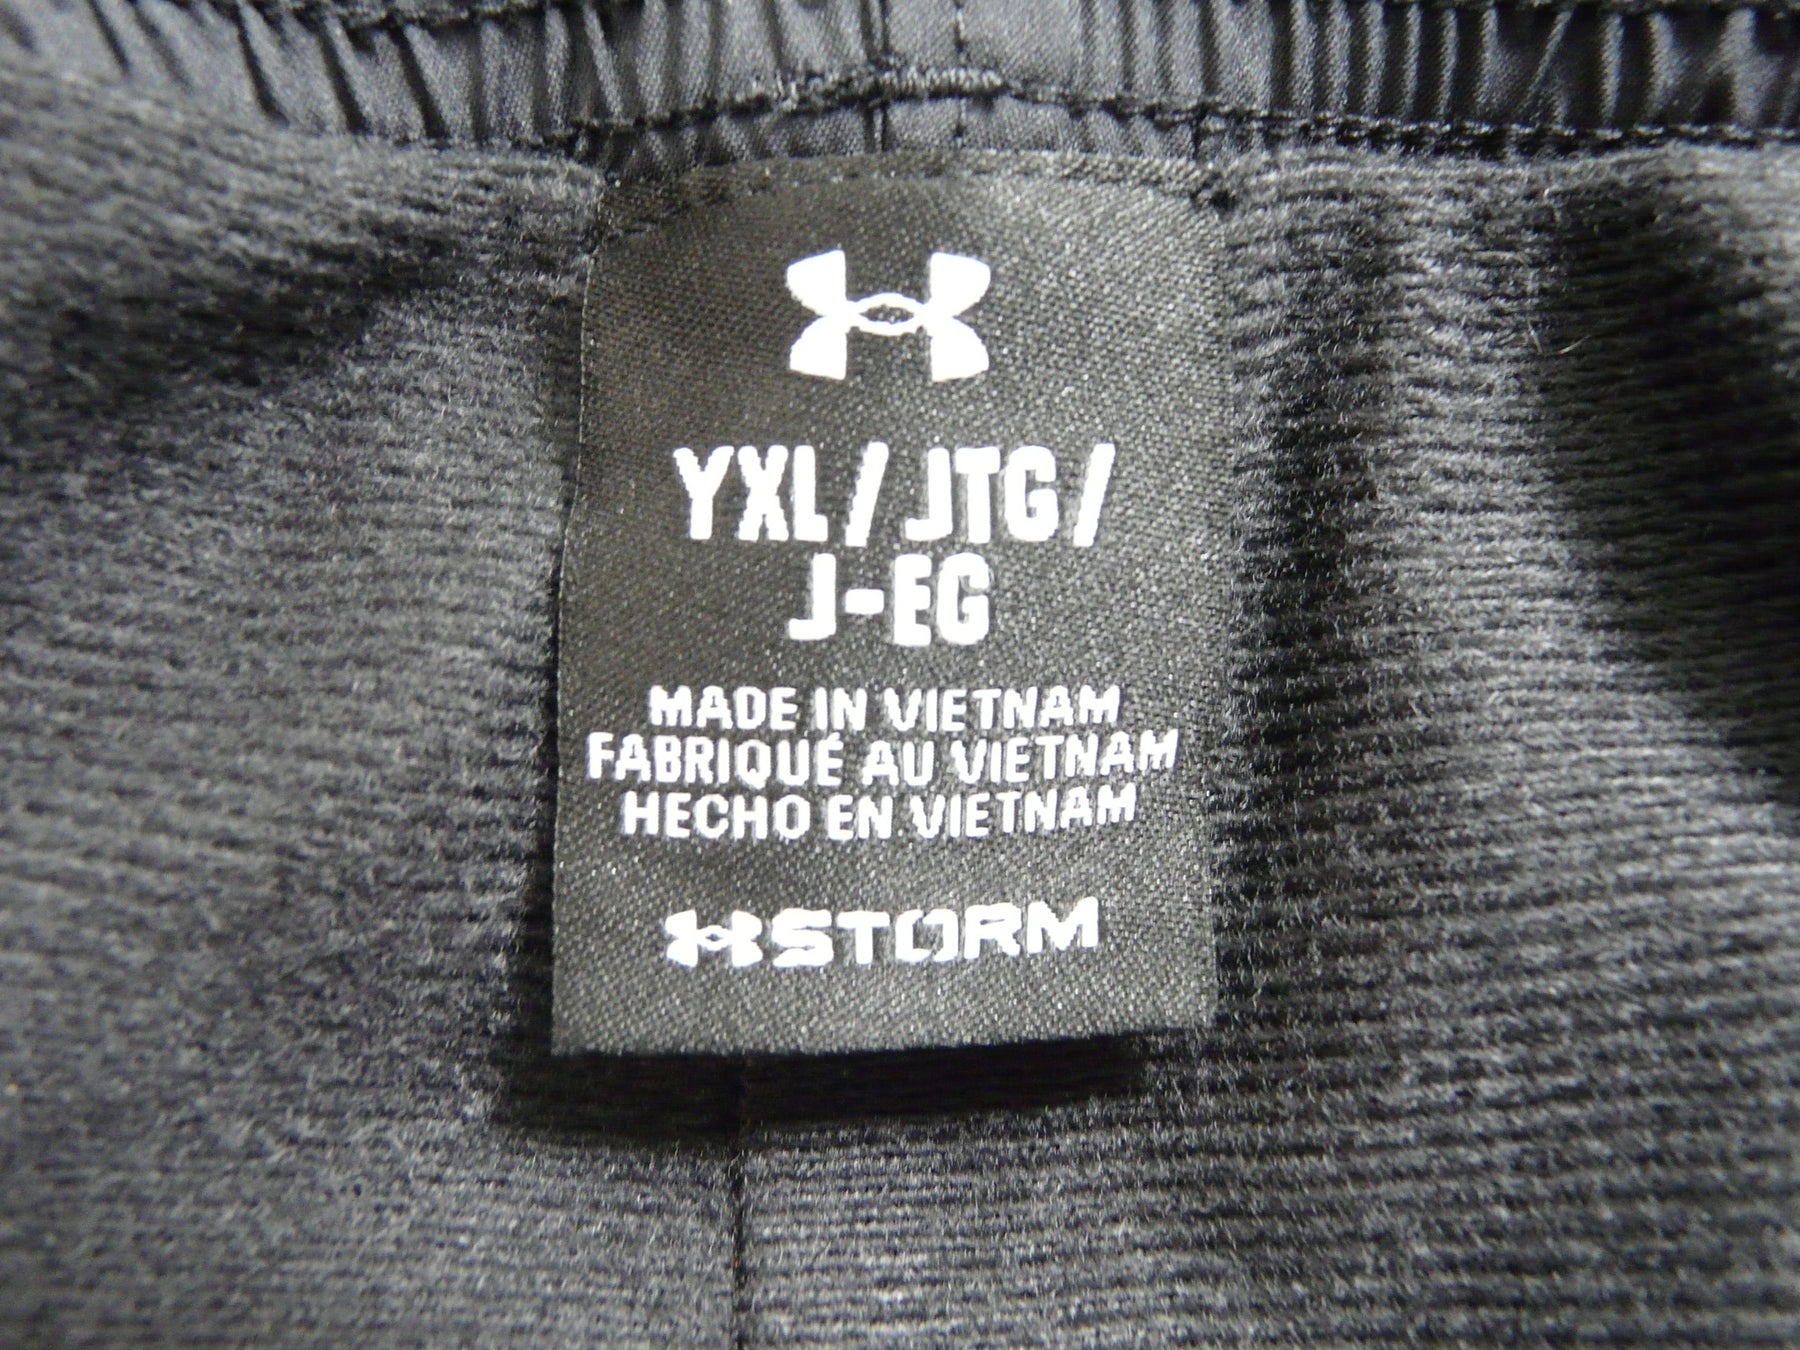 YXL / JTG /
J-EG
MADE IN VIETNAM
FABRIQUÉ AU VIETNAM
HECHO EN VIETNAM
STORM